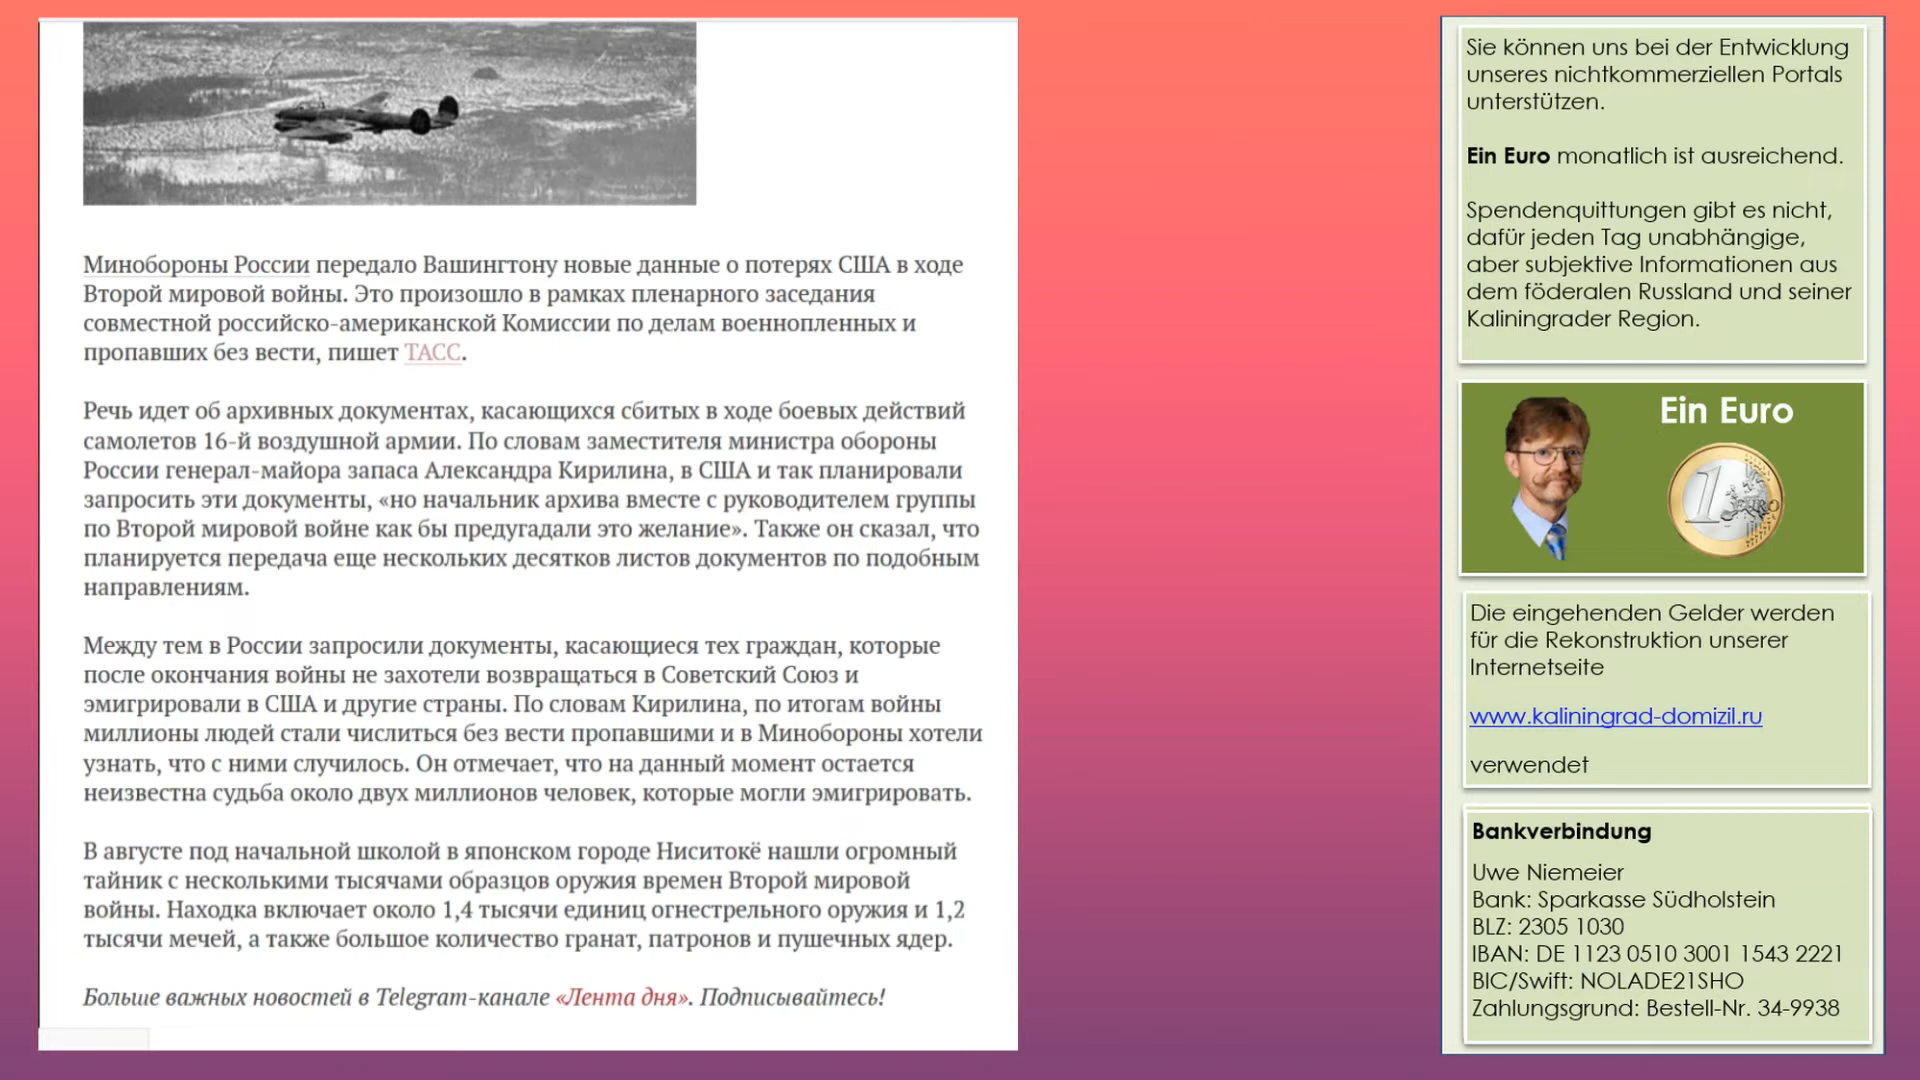 Минобороны России передало Вашингтону новые данные о потерях США в ходе
Второй мировой войны. Это произошло в рамках пленарного заседания
совместной российско-американской Комиссии по делам военнопленных и
пропавших без вести, пишет ТАСС.
Речь идет об архивных документах, касающихся сбитых в ходе боевых действий
самолетов 16-й воздушной армии. По словам заместителя министра обороны
России генерал-майора запаса Александра Кирилина, в США и так планировали
запросить эти документы, «но начальник архива вместе с руководителем группы
по Второй мировой войне как бы предугадали это желание». Также он сказал, что
планируется передача еще нескольких десятков листов документов по подобным
направлениям.
Между тем в России запросили документы, касающиеся тех граждан, которые
после окончания войны не захотели возвращаться в Советский Союз и
эмигрировали в США и другие страны. По словам Кирилина, по итогам войны
миллионы людей стали числиться без вести пропавшими и в Минобороны хотели
узнать, что с ними случилось. Он отмечает, что на данный момент остается
неизвестна судьба около двух миллионов человек, которые могли эмигрировать.
В августе под начальной школой в японском городе Ниситокё нашли огромный
тайник с несколькими тысячами образцов оружия времен Второй мировой
войны. Находка включает около 1,4 тысячи единиц огнестрельного оружия и 1,2
тысячи мечей, а также большое количество гранат, патронов и пушечных ядер.
Больше важных новостей в Telegram-канале «Лента дня». Подписывайтесь!
Sie können uns bei der Entwicklung
unseres nichtkommerziellen Portals
unterstützen.
Ein Euro monatlich ist ausreichend.
Spendenquittungen gibt es nicht,
dafür jeden Tag unabhängige,
aber subjektive Informationen aus
dem föderalen Russland und seiner
Kaliningrader Region.
Ein Euro
1 EURO
Die eingehenden Gelder werden
für die Rekonstruktion unserer
Internetseite
www.kaliningrad-domizil.ru
verwendet
Bankverbindung
Uwe Niemeier
Bank: Sparkasse Südholstein
BLZ: 2305 1030
IBAN: DE 1123 0510 3001 1543 2221
BIC/Swift: NOLADE21SHO
Zahlungsgrund: Bestell-Nr. 34-9938